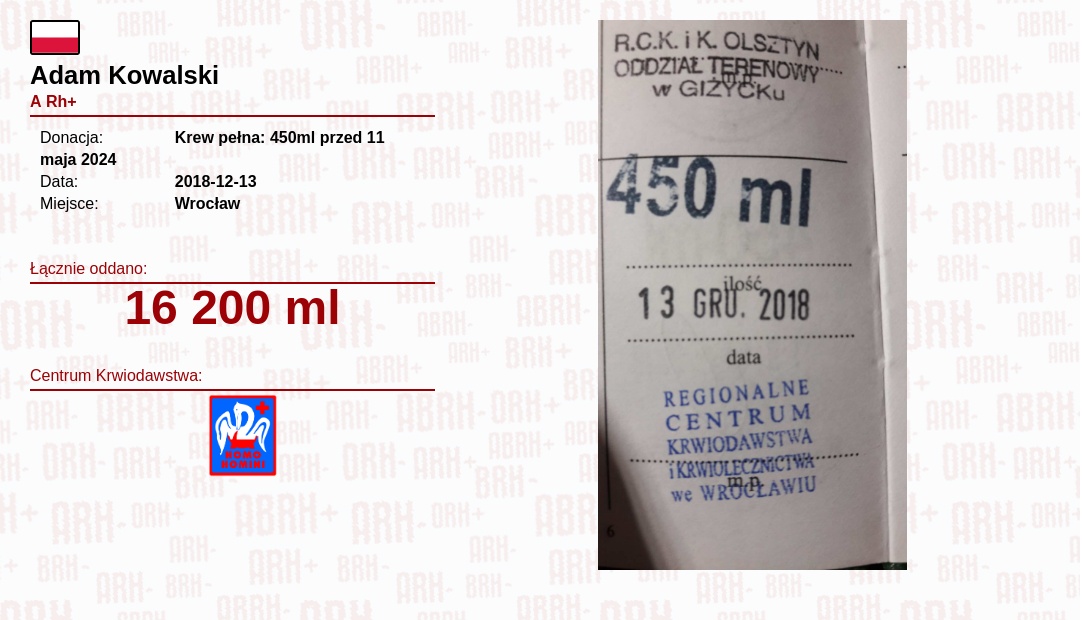 Adam Kowalski
A Rh+
Donacja: Krew pełna: 450ml przed 11
maja 2024
Data: 2018-12-13
Miejsce: Wrocław
Łącznie oddano:
16 200 ml
Centrum Krwiodawstwa:
HOMO
HOMINI
R.C.K. i K. OLSZTYN
ODDZIAŁ TERENOWY
m.p.
w GIŻYCKu
450 ml
ilość
13 GRU. 2018
data
REGIONALNE
CENTRUM
KRWIODAWSTWA
i KRWIOLECZNICTWA
m.p.
we WROCŁAWIU
6